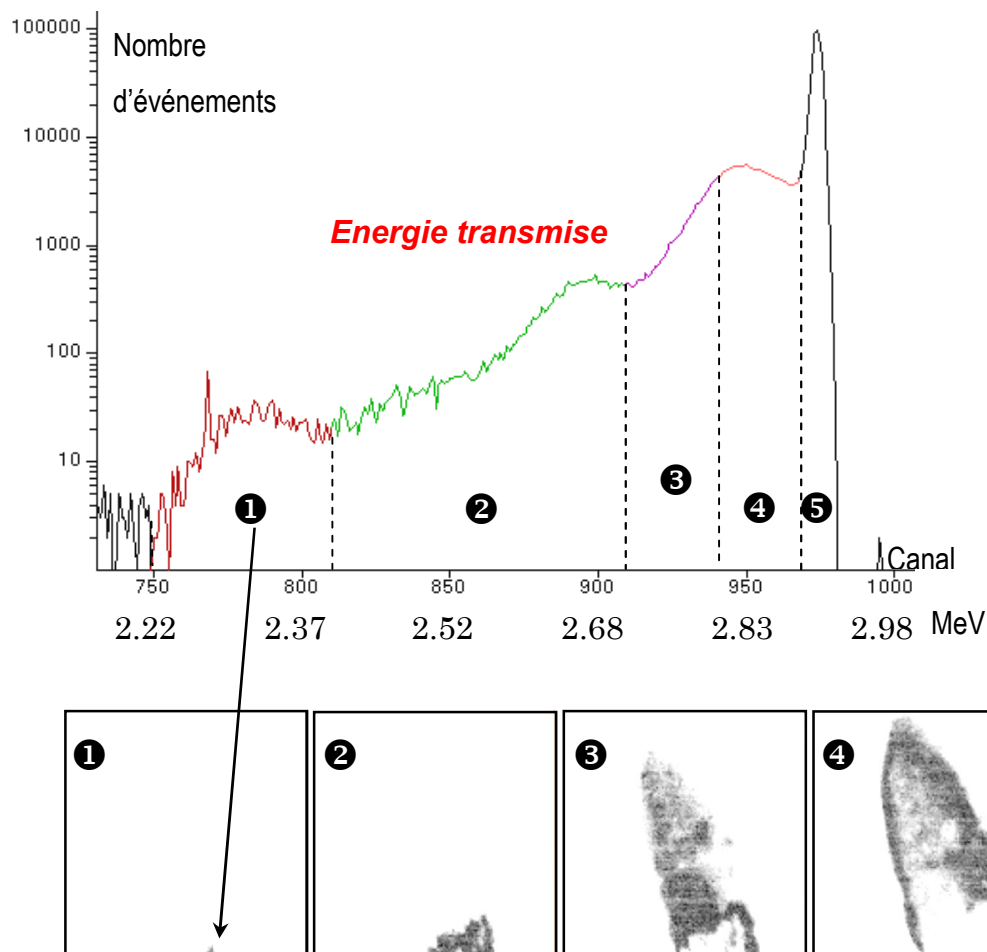 100000
Nombre
d'événements
10000
Energie transmise
1000
100
10
❶ ❷ ❸ ❹ ❺
Canal
750 800 850 900 950 1000
2.22 2.37 2.52 2.68 2.83 2.98 MeV
❶ ❷ ❸ ❹